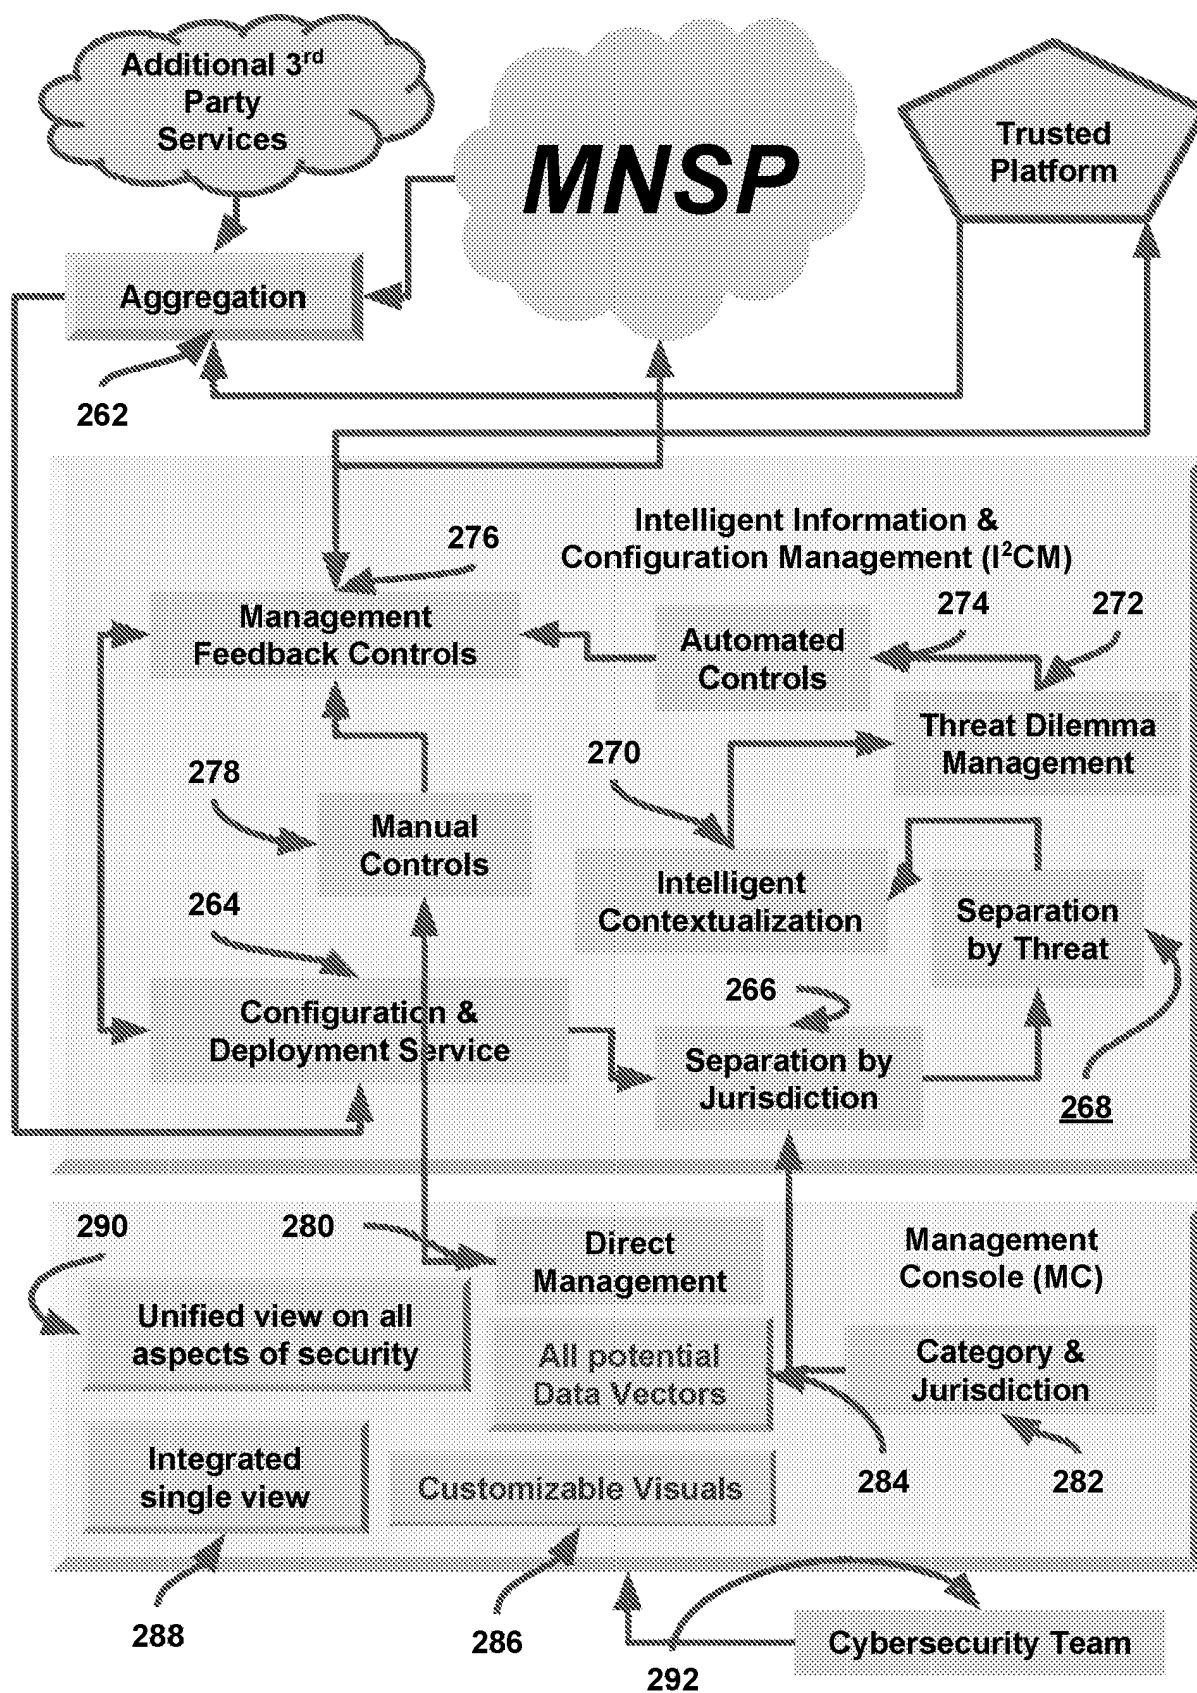 Additional 3rd
Party
Services
MNSP
Trusted
Platform
Aggregation
262
Intelligent Information &
Configuration Management (I²CM)
276
274
272
Management
Feedback Controls
Automated
Controls
Threat Dilemma
Management
270
278
Manual
Controls
Intelligent
Contextualization
Separation
by Threat
264
266
Configuration &
Deployment Service
Separation by
Jurisdiction
268
290
280
Direct
Management
Management
Console (MC)
Unified view on all
aspects of security
All potential
Data Vectors
Category &
Jurisdiction
Integrated
single view
Customizable Visuals
284
282
288
286
292
Cybersecurity Team